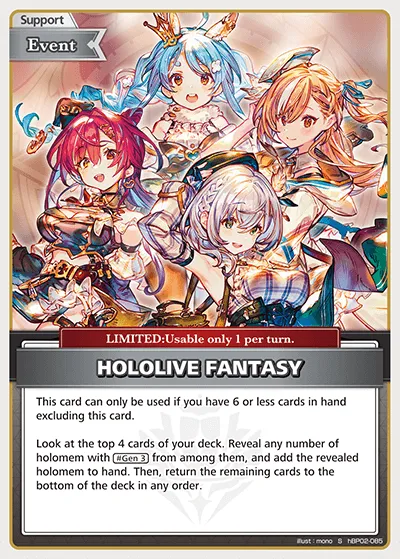 Support
Event
LIMITED:Usable only 1 per turn.
HOLOLIVE FANTASY
This card can only be used if you have 6 or less cards in hand
excluding this card.
Look at the top 4 cards of your deck. Reveal any number of
holomem with #Gen 3 from among them, and add the revealed
holomem to hand. Then, return the remaining cards to the
bottom of the deck in any order.
illust : mono S hBP02-085